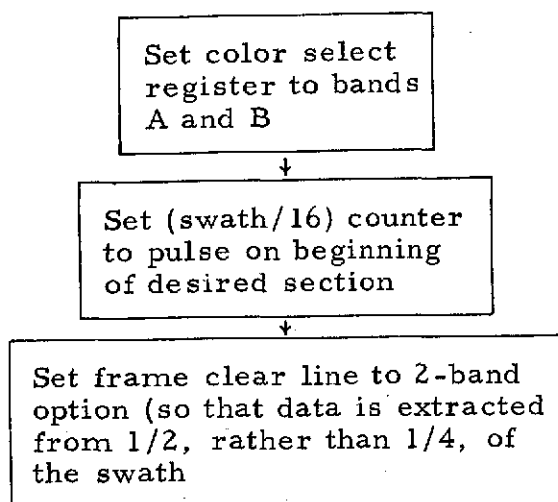 Set color select
register to bands
A and B
Set (swath/16) counter
to pulse on beginning
of desired section
Set frame clear line to 2-band
option (so that data is extracted
from 1/2, rather than 1/4, of
the swath